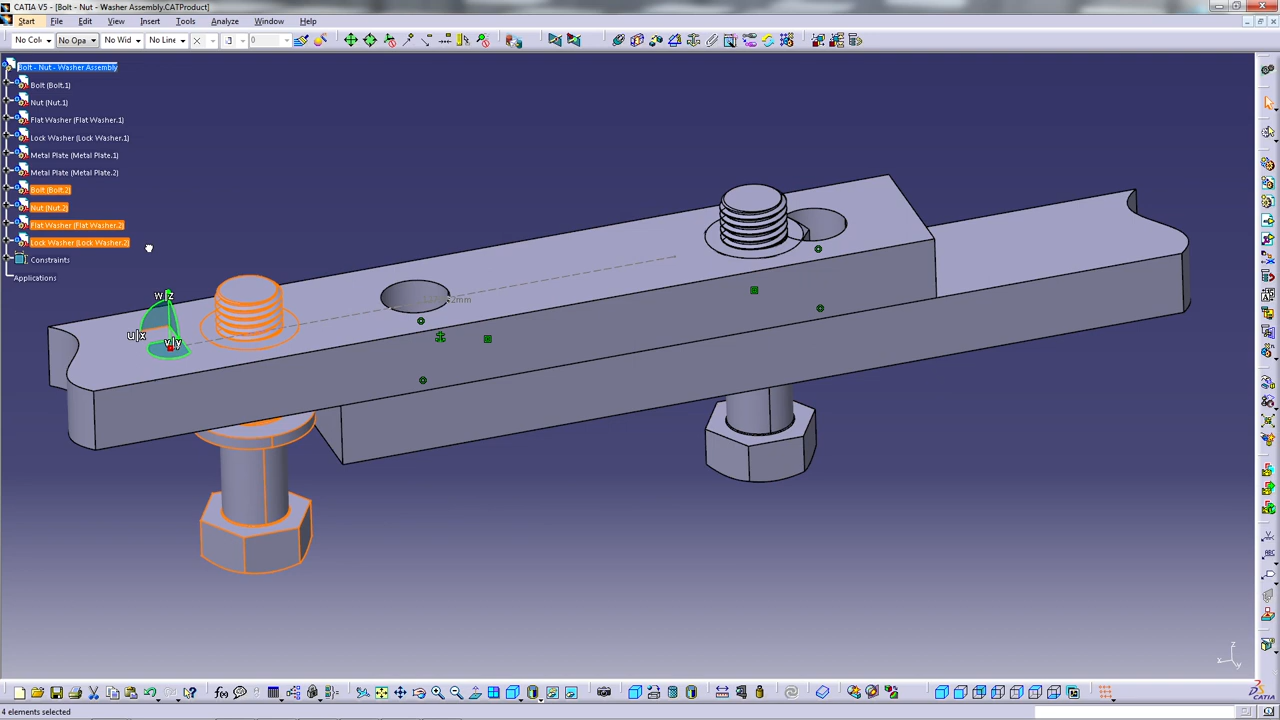 CATIA V5 - [Bolt - Nut - Washer Assembly.CATProduct]
Start File Edit View Insert Tools Analyze Window Help
No Col No Opa No Wid No Line 0
Bolt - Nut - Washer Assembly
Bolt (Bolt.1)
Nut (Nut.1)
Flat Washer (Flat Washer.1)
Lock Washer (Lock Washer.1)
Metal Plate (Metal Plate.1)
Metal Plate (Metal Plate.2)
Bolt (Bolt.2)
Nut (Nut.2)
Flat Washer (Flat Washer.2)
Lock Washer (Lock Washer.2)
Constraints
Applications
w|z
u|x
v|y
z
x
y
f(x)
CATIA
4 elements selected